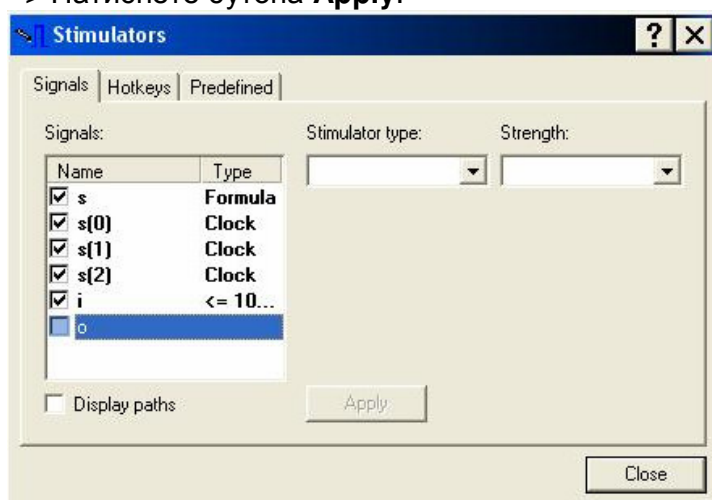 -> Натиснете бутона Apply.
Stimulators
Signals Hotkeys Predefined
Signals: Stimulator type: Strength:
Name Type
s Formula
s(0) Clock
s(1) Clock
s(2) Clock
i <= 10...
o
Display paths Apply
Close